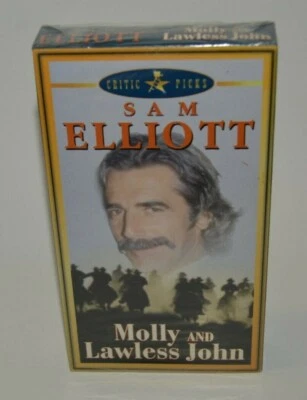 ELLIOTT
Molly AND
Lawless John
CRITIC PICKS
SAM
ELLIOTT
Molly AND
Lawless John